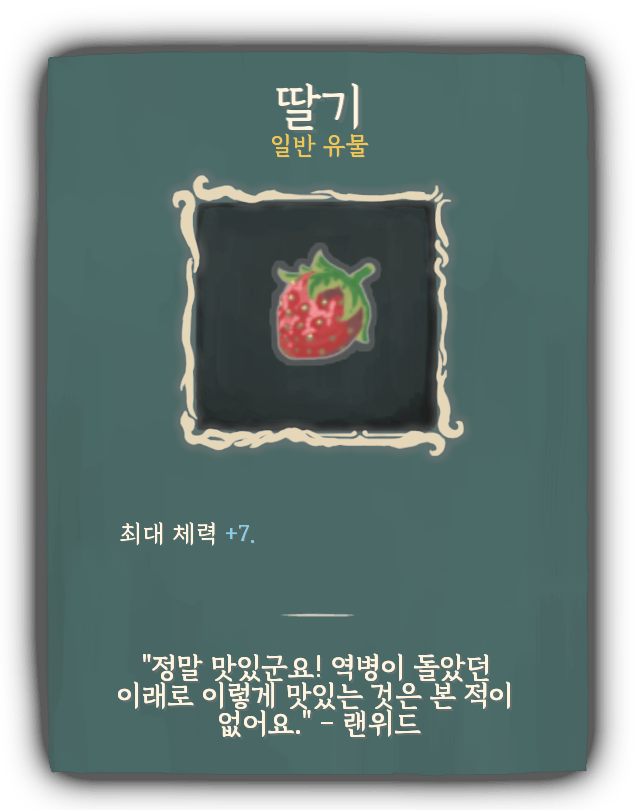 딸기
일반 유물
최대 체력 +7.
"정말 맛있군요! 역병이 돌았던
이래로 이렇게 맛있는 것은 본 적이
없어요." - 랜위드